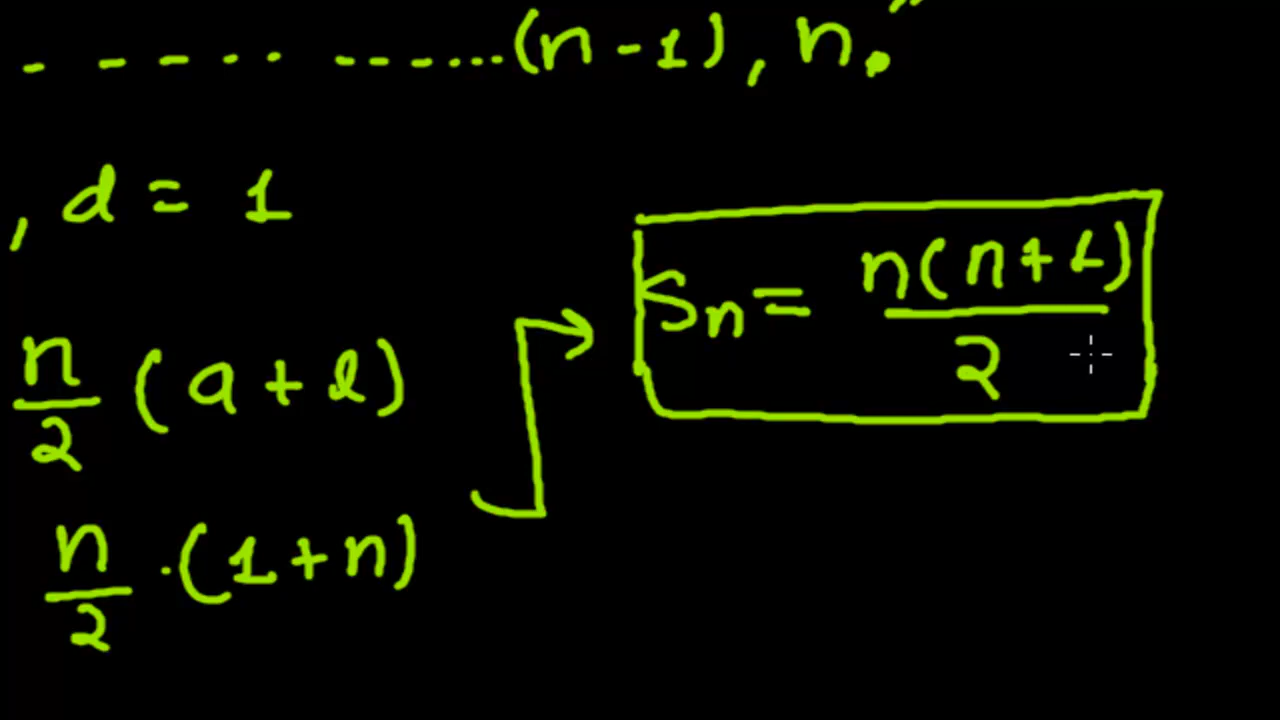 - - - - - - - - - ....(n-1), n."
, d = 1
n/2 (a + l)
n/2 .(1+n)
Sn = n(n+1)/2